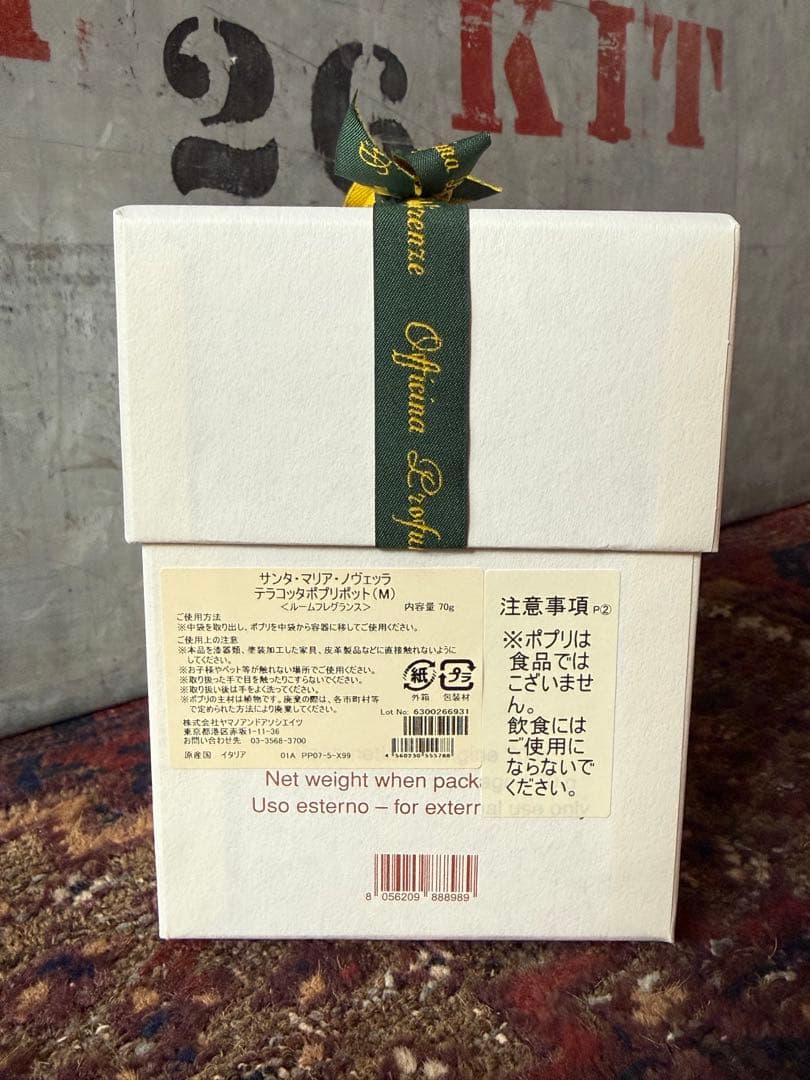 26
KIT
Firenze
Officina Profu
サンタ・マリア・ノヴェッラ
テラコッタポプリポット(M)
<ルームフレグランス> 内容量 70g
ご使用方法
※中袋を取り出し、ポプリを中袋から容器に移してご使用ください。
ご使用上の注意
※本品を漆器類、塗装加工した家具、皮革製品などに直接触れないように
してください。
※お子様やペット等が触れない場所でご使用ください。
※取り扱った手で目を触ったりこすらないでください。
※取り扱い後は手をよく洗ってください。
※ポプリの主材は植物です。廃棄の際は、各市町村等
で定められた方法により廃棄してください。
紙 プラ
外箱 包装材
Lot No: 6300266931
株式会社ヤマノアンドアソシエイツ
東京都港区赤坂1-11-36
お問い合わせ先 03-3568-3700
原産国 イタリア 01A PP07-5-X99
4 560230 555788
注意事項 P②
※ポプリは
食品では
ございませ
ん。
飲食には
ご使用に
ならないで
ください。
Net weight when packa
Uso esterno – for external use only
8 056209 888989